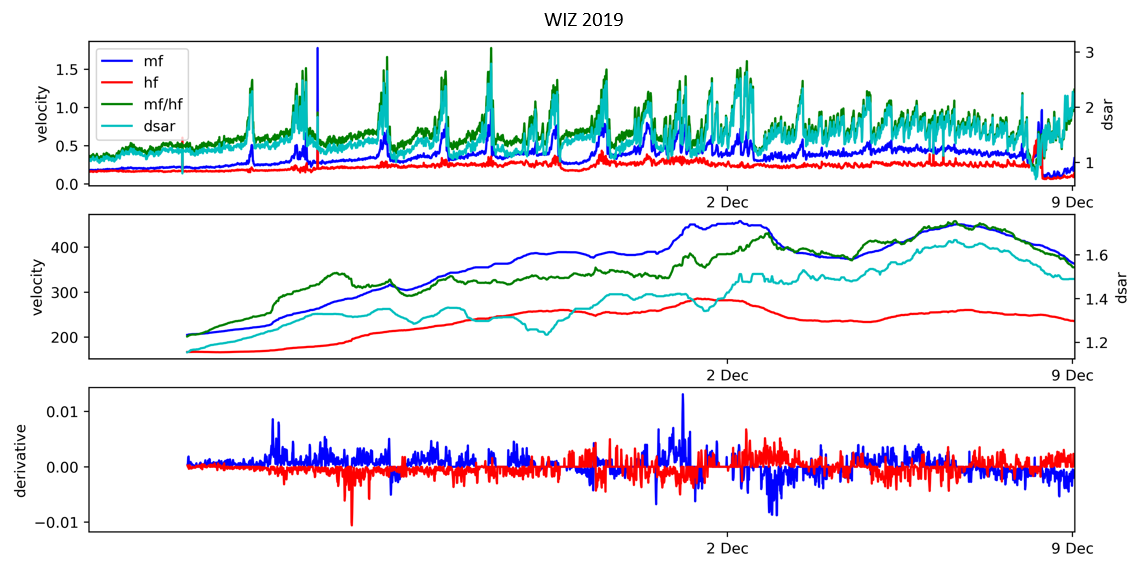 WIZ 2019
mf
hf
mf/hf
dsar
velocity
1.5
1.0
0.5
0.0
3
2
1
dsar
2 Dec
9 Dec
velocity
400
300
200
1.6
1.4
1.2
dsar
2 Dec
9 Dec
derivative
0.01
0.00
−0.01
2 Dec
9 Dec